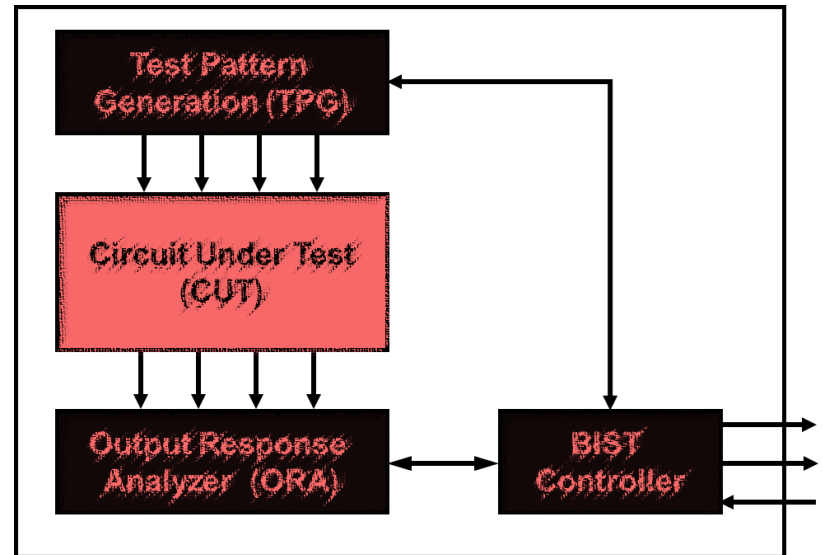 Test Pattern
Generation (TPG)
Circuit Under Test
(CUT)
Output Response
Analyzer (ORA)
BIST
Controller